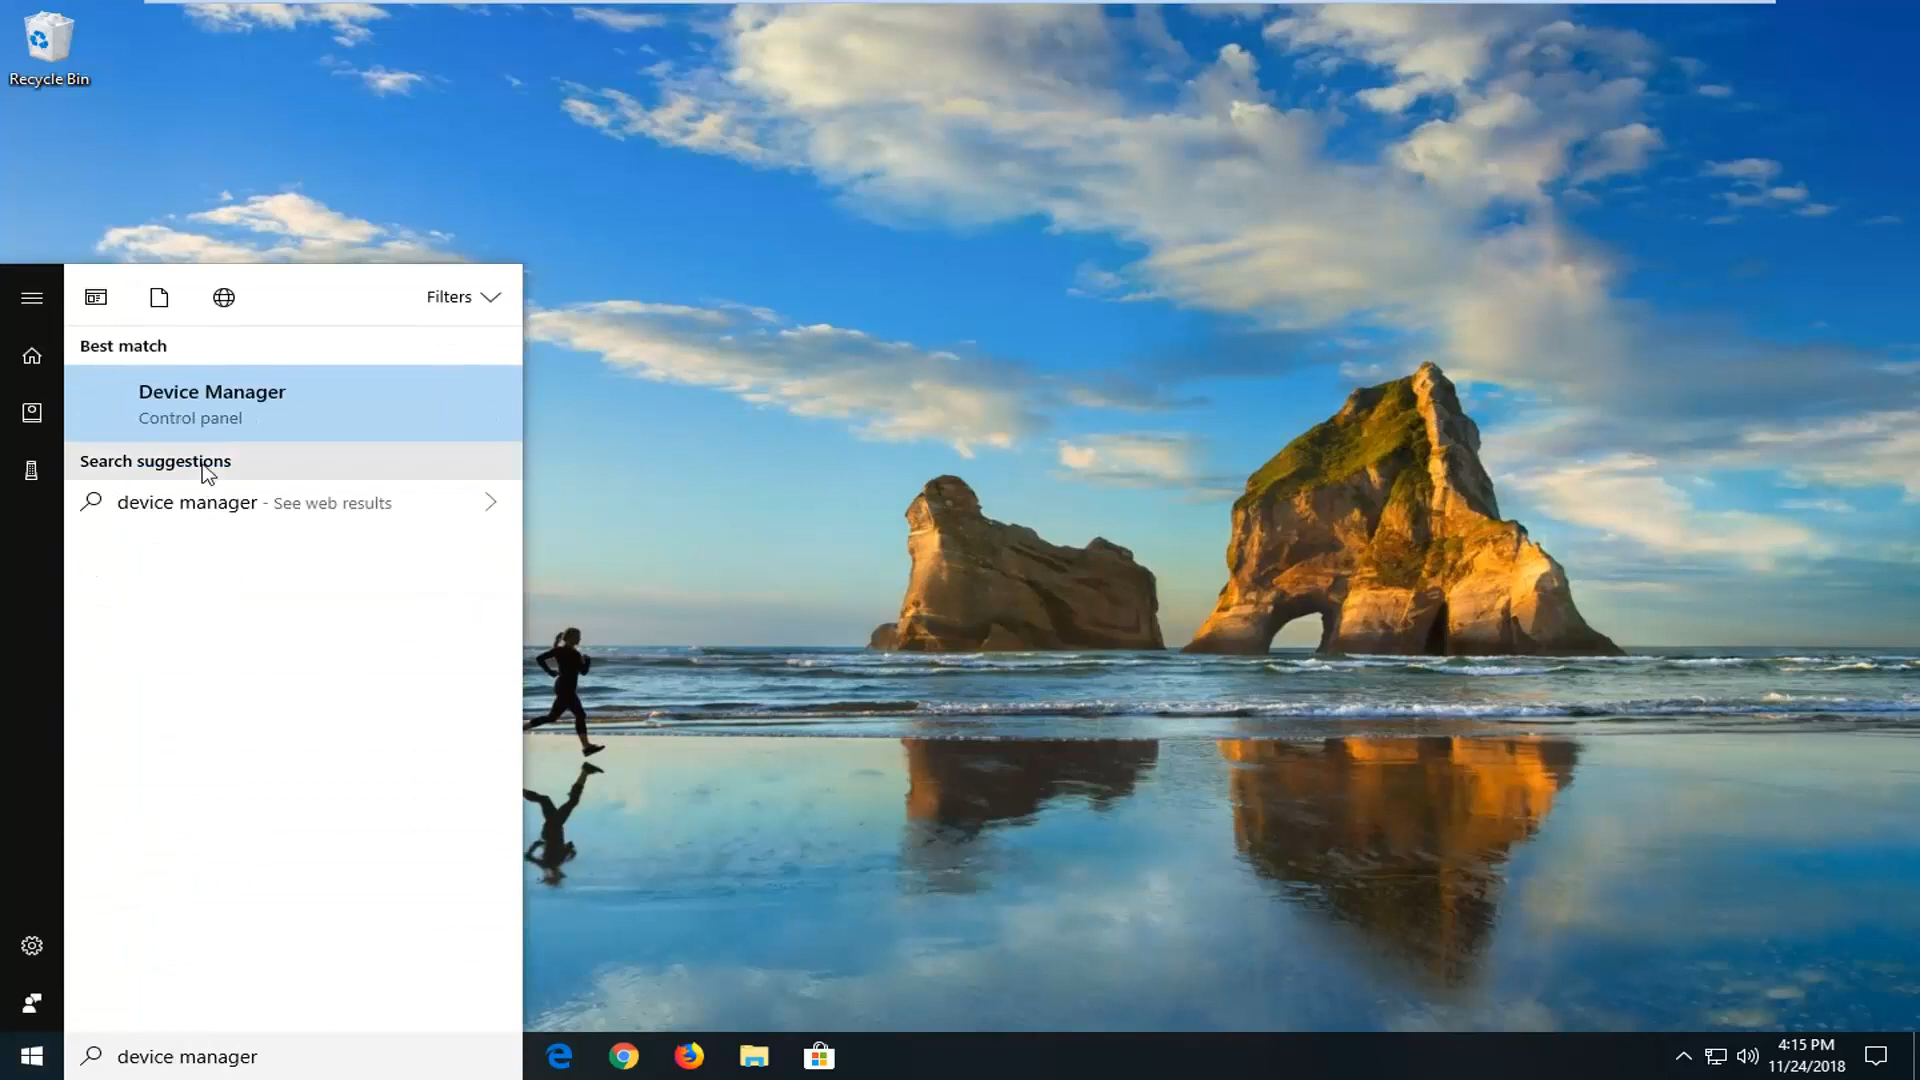 Recycle Bin
Filters
Best match
Device Manager
Control panel
Search suggestions
device manager - See web results
device manager
4:15 PM
11/24/2018